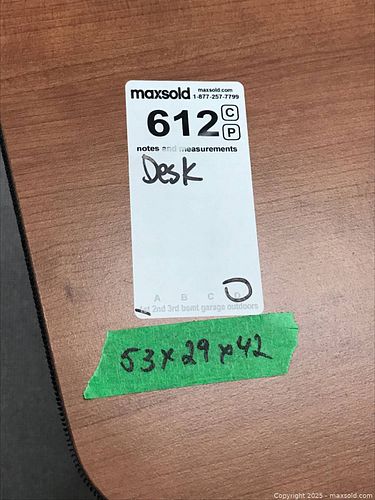 maxsold maxsold.com
1-877-257-7799
612 C
P
notes and measurements
Desk
A B C D
1st 2nd 3rd bsmt garage outdoors
53 x 29 x 42
Copyright 2025 - maxsold.com